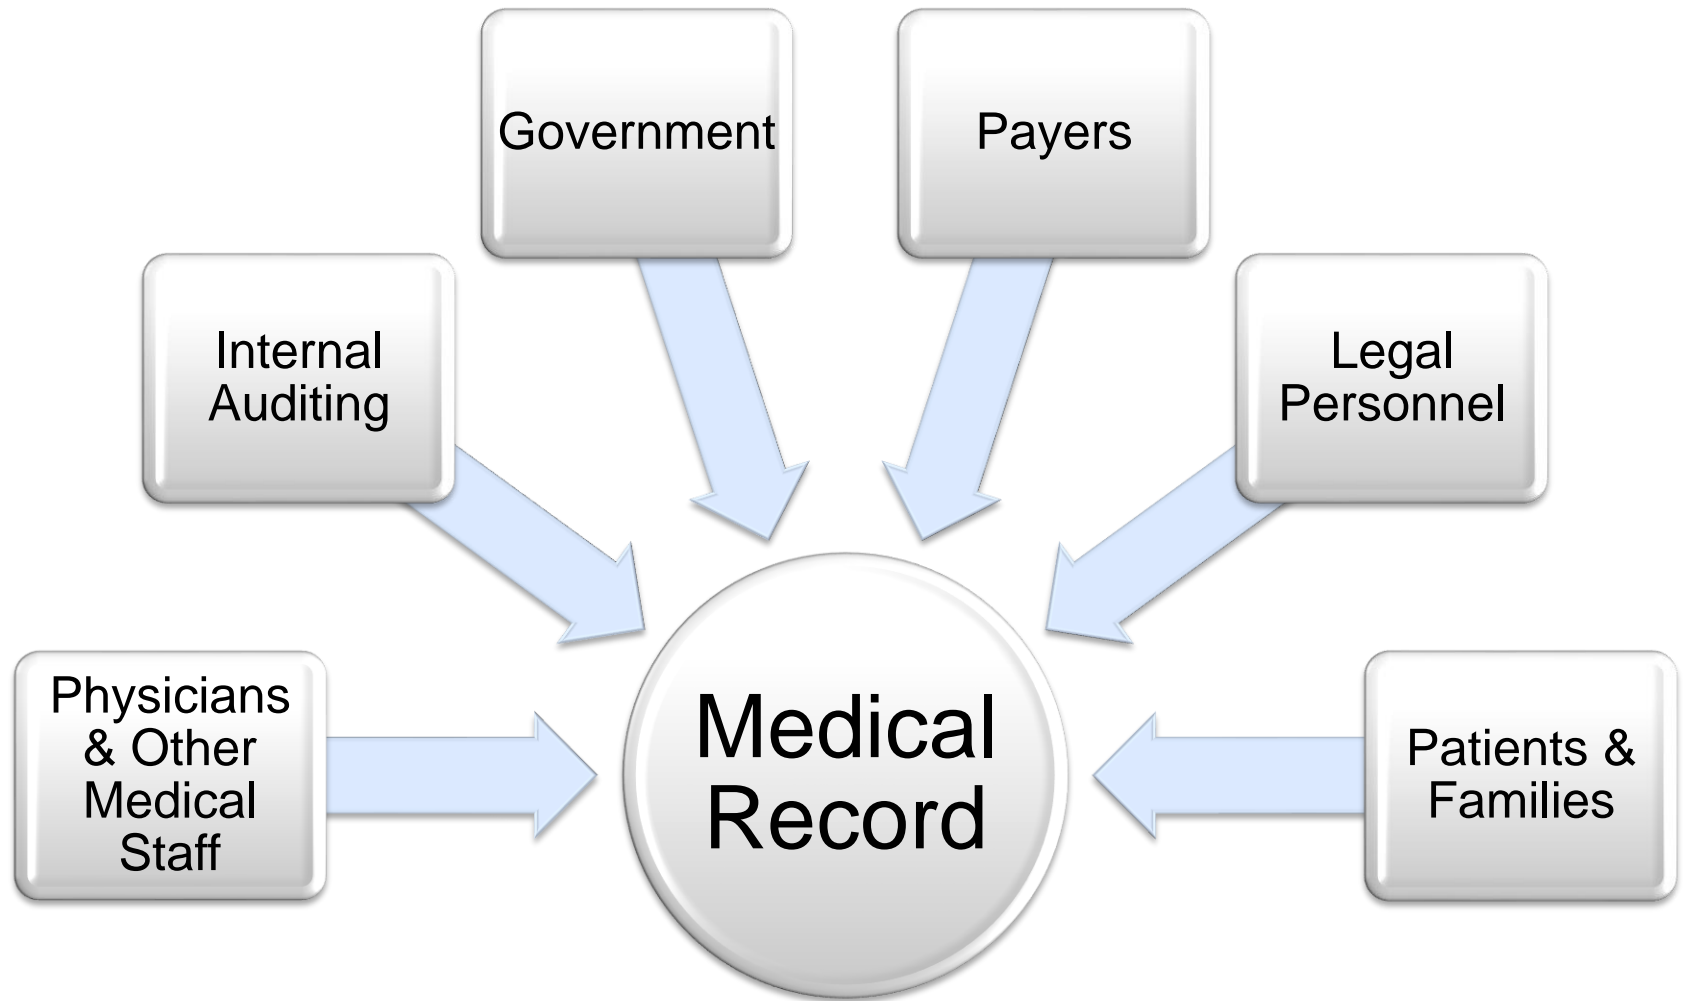 Government
Payers
Internal
Auditing
Legal
Personnel
Physicians
& Other
Medical
Staff
Medical
Record
Patients &
Families